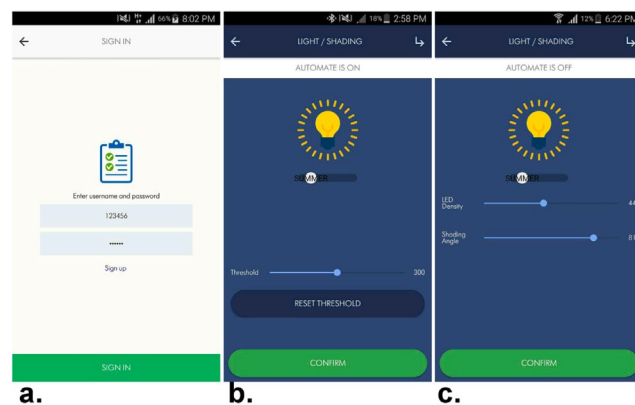 66% 8:02 PM
SIGN IN
Enter username and password
123456
••••••
Sign up
SIGN IN
a.
18% 2:58 PM
LIGHT / SHADING
AUTOMATE IS ON
SUMMER
Threshold 300
RESET THRESHOLD
CONFIRM
b.
12% 6:22 PM
LIGHT / SHADING
AUTOMATE IS OFF
SUMMER
LED
Density 44
Shading
Angle 81
CONFIRM
c.